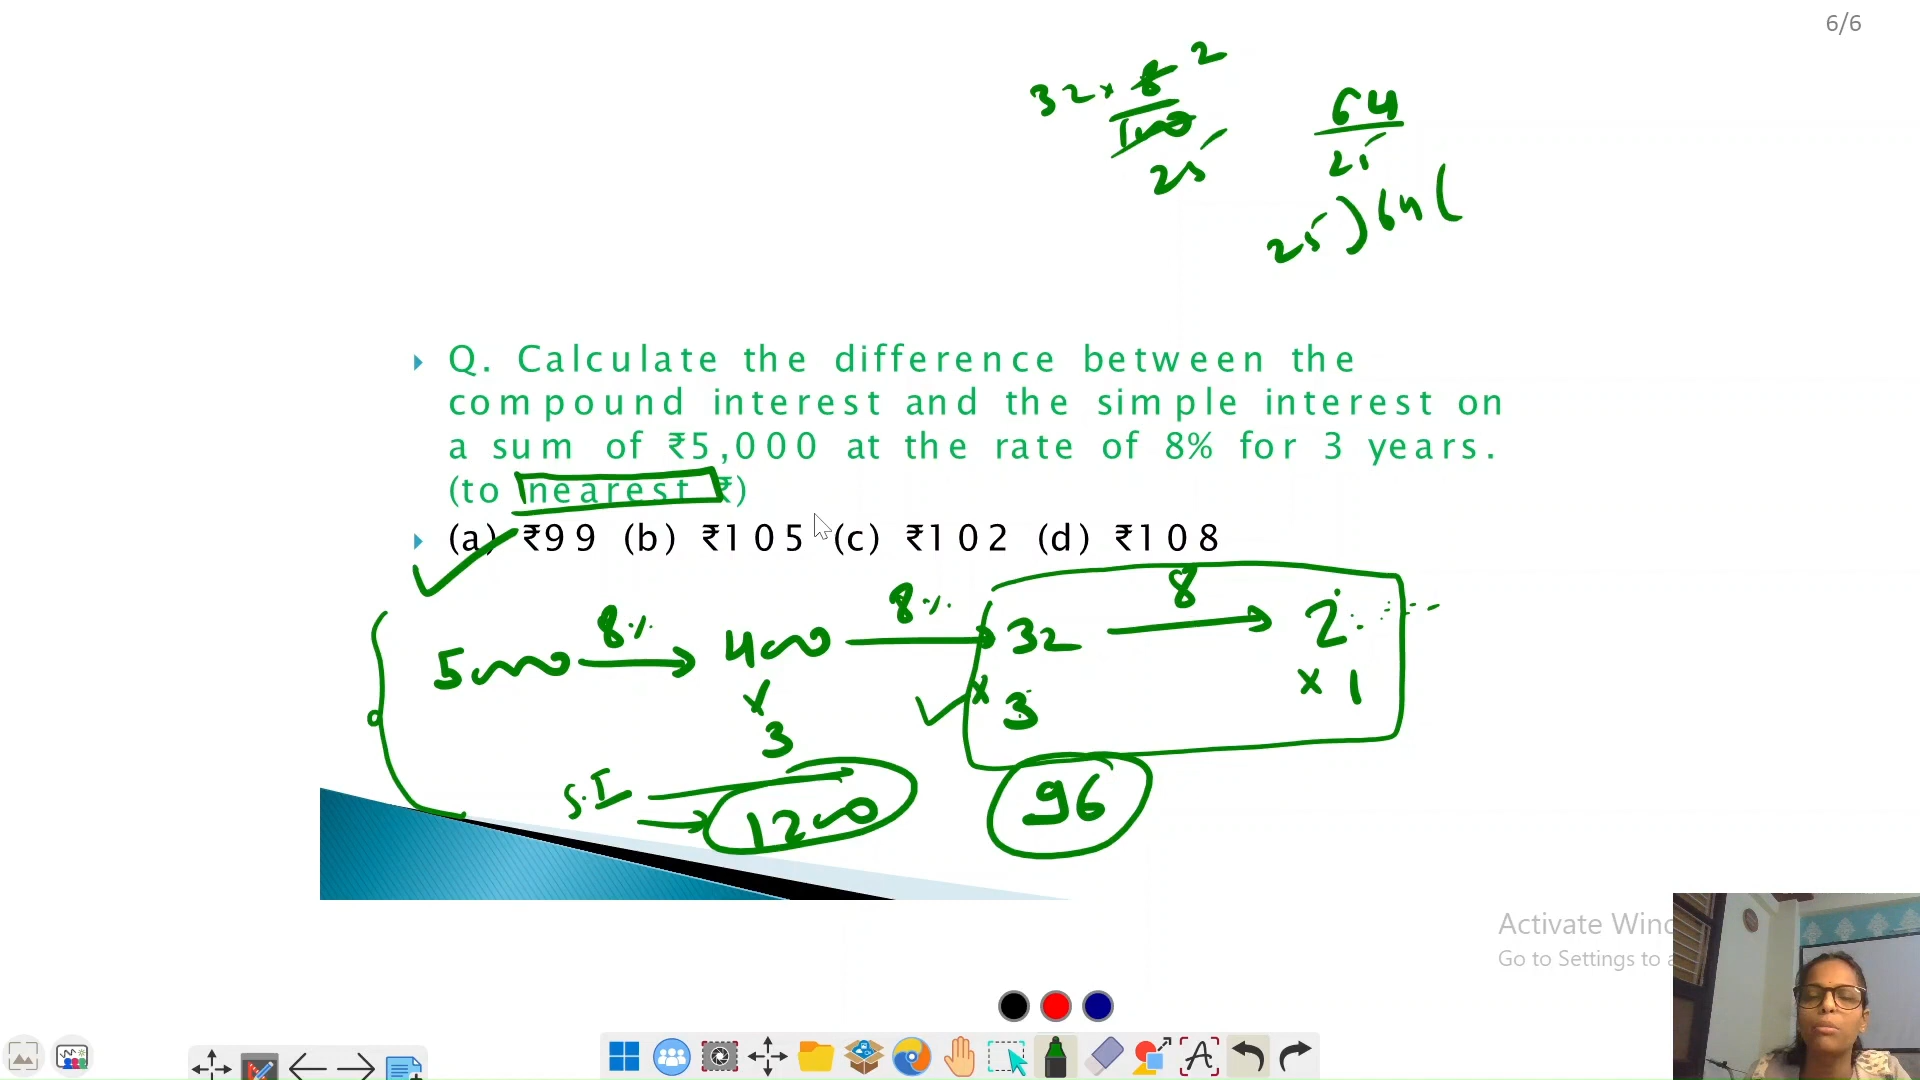 6/6
32 × 8 2
100
25
64
25
25 ) 64 (
Q. Calculate the difference between the
compound interest and the simple interest on
a sum of ₹5,000 at the rate of 8% for 3 years.
(to nearest ₹)
(a) ₹99 (b) ₹105 (c) ₹102 (d) ₹108
5000 8% 400 8% 32 8 2.
× 3 × 3 × 1
S.I 1200 96
Activate Wind
Go to Settings to a